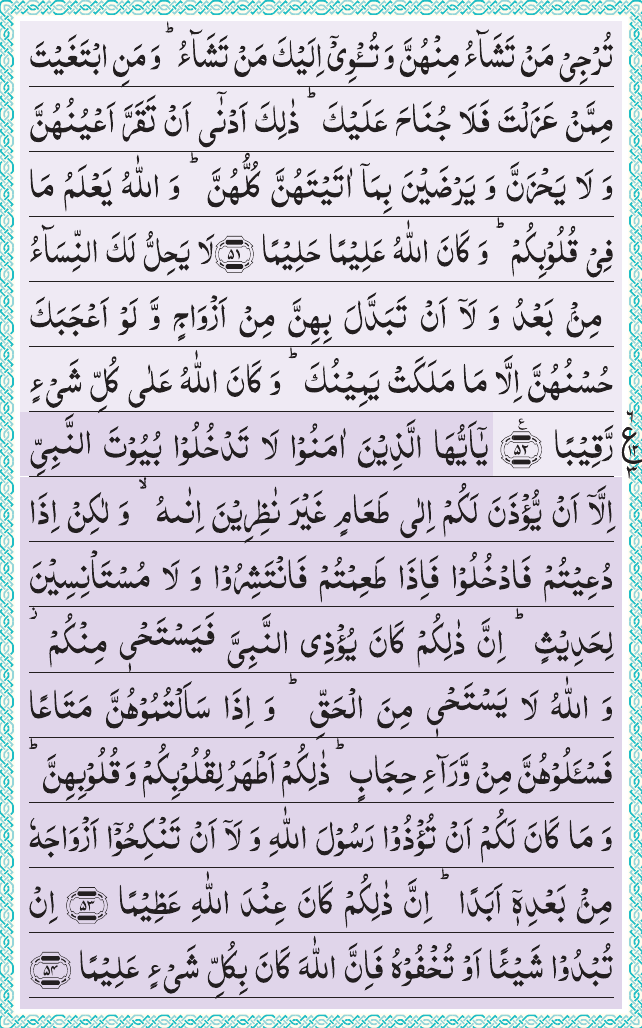 تُرۡجِیۡ مَنۡ تَشَآءُ مِنۡهُنَّ وَ تُـۡٔوِیۡۤ اِلَیۡكَ مَنۡ تَشَآءُ ؕ وَ مَنِ ابۡتَغَیۡتَ
مِمَّنۡ عَزَلۡتَ فَلَا جُنَاحَ عَلَیۡكَ ؕ ذٰلِكَ اَدۡنٰۤی اَنۡ تَقَرَّ اَعۡیُنُهُنَّ
وَ لَا یَحۡزَنَّ وَ یَرۡضَیۡنَ بِمَاۤ اٰتَیۡتَهُنَّ كُلُّهُنَّ ؕ وَ اللّٰهُ یَعۡلَمُ مَا
فِیۡ قُلُوۡبِكُمۡ ؕ وَ كَانَ اللّٰهُ عَلِیۡمًا حَلِیۡمًا ﴿۵۱﴾ لَا یَحِلُّ لَكَ النِّسَآءُ
مِنۡۢ بَعۡدُ وَ لَاۤ اَنۡ تَبَدَّلَ بِهِنَّ مِنۡ اَزۡوَاجٍ وَّ لَوۡ اَعۡجَبَكَ
حُسۡنُهُنَّ اِلَّا مَا مَلَكَتۡ یَمِیۡنُكَ ؕ وَ كَانَ اللّٰهُ عَلٰی كُلِّ شَیۡءٍ
رَّقِیۡبًا ﴿۵۲﴾ ع یٰۤاَیُّهَا الَّذِیۡنَ اٰمَنُوۡا لَا تَدۡخُلُوۡا بُیُوۡتَ النَّبِیِّ
اِلَّاۤ اَنۡ یُّؤۡذَنَ لَكُمۡ اِلٰی طَعَامٍ غَیۡرَ نٰظِرِیۡنَ اِنٰىهُ ۙ وَ لٰكِنۡ اِذَا
دُعِیۡتُمۡ فَادۡخُلُوۡا فَاِذَا طَعِمۡتُمۡ فَانۡتَشِرُوۡا وَ لَا مُسۡتَاۡنِسِیۡنَ
لِحَدِیۡثٍ ؕ اِنَّ ذٰلِكُمۡ كَانَ یُؤۡذِی النَّبِیَّ فَیَسۡتَحۡیٖ مِنۡكُمۡ ۫
وَ اللّٰهُ لَا یَسۡتَحۡیٖ مِنَ الۡحَقِّ ؕ وَ اِذَا سَاَلۡتُمُوۡهُنَّ مَتَاعًا
فَسۡـَٔلُوۡهُنَّ مِنۡ وَّرَآءِ حِجَابٍ ؕ ذٰلِكُمۡ اَطۡهَرُ لِقُلُوۡبِكُمۡ وَ قُلُوۡبِهِنَّ ؕ
وَ مَا كَانَ لَكُمۡ اَنۡ تُؤۡذُوۡا رَسُوۡلَ اللّٰهِ وَ لَاۤ اَنۡ تَنۡكِحُوۡۤا اَزۡوَاجَهٗ
مِنۡۢ بَعۡدِهٖۤ اَبَدًا ؕ اِنَّ ذٰلِكُمۡ كَانَ عِنۡدَ اللّٰهِ عَظِیۡمًا ﴿۵۳﴾ اِنۡ
تُبۡدُوۡا شَیۡئًا اَوۡ تُخۡفُوۡهُ فَاِنَّ اللّٰهَ كَانَ بِكُلِّ شَیۡءٍ عَلِیۡمًا ﴿۵۴﴾